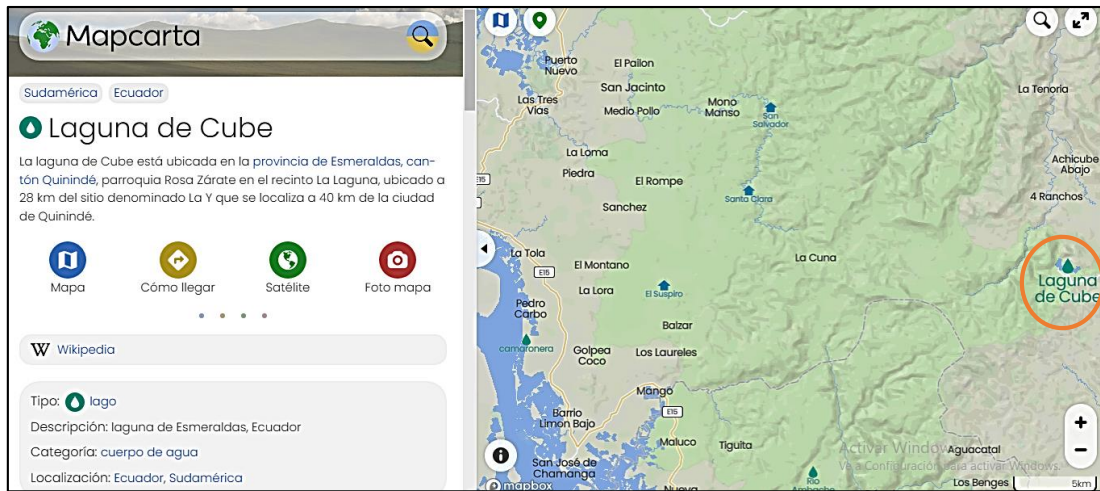 Mapcarta
Sudamérica Ecuador
Laguna de Cube
La laguna de Cube está ubicada en la provincia de Esmeraldas, can-
tón Quinindé, parroquia Rosa Zárate en el recinto La Laguna, ubicado a
28 km del sitio denominado La Y que se localiza a 40 km de la ciudad
de Quinindé.
Mapa Cómo llegar Satélite Foto mapa
W Wikipedia
Tipo: lago
Descripción: laguna de Esmeraldas, Ecuador
Categoría: cuerpo de agua
Localización: Ecuador, Sudamérica
Puerto
Nuevo
El Pailon
San Jacinto
La Tenoria
Las Tres
Vias
Medio Pollo
Mono
Manso
San
Salvador
La Loma
Achicube
Abajo
E15
Piedra
El Rompe
Santa Clara
4 Ranchos
Sanchez
La Tola
E15
El Montano
La Cuna
Laguna
de Cube
La Lora
El Suspiro
Pedro
Carbo
Balzar
camaronera
Golpea
Coco
Los Laureles
Mango
E15
Barrio
Limon Bajo
Maluco
Tiguita
Activar Windows
Aguacatal
Ve a Configuración para activar Windows.
San José de
Chamanga
Nueva
Rio
Ambache
Los Benges
5km
mapbox